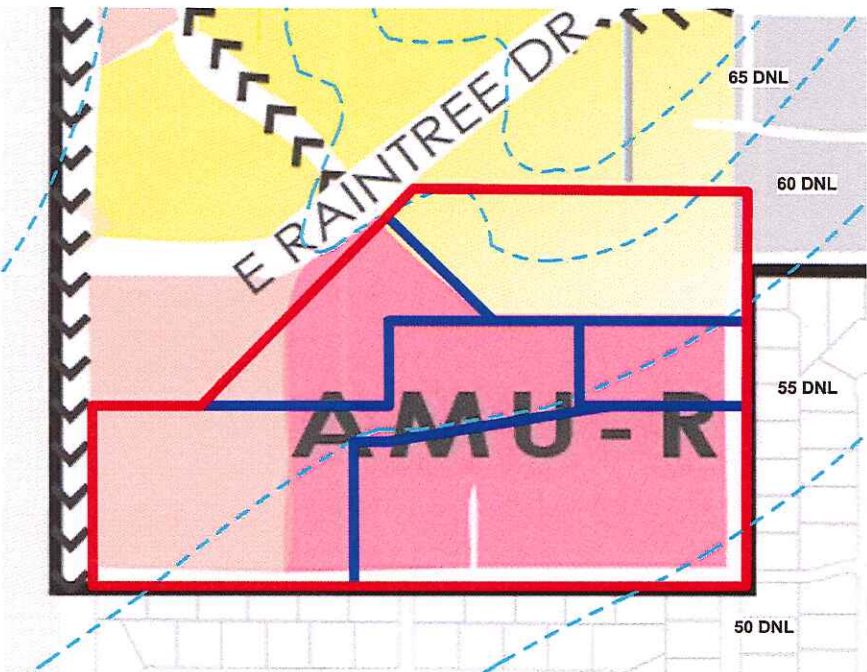 65 DNL
E RAINTREE DR.
60 DNL
55 DNL
AMU-R
50 DNL